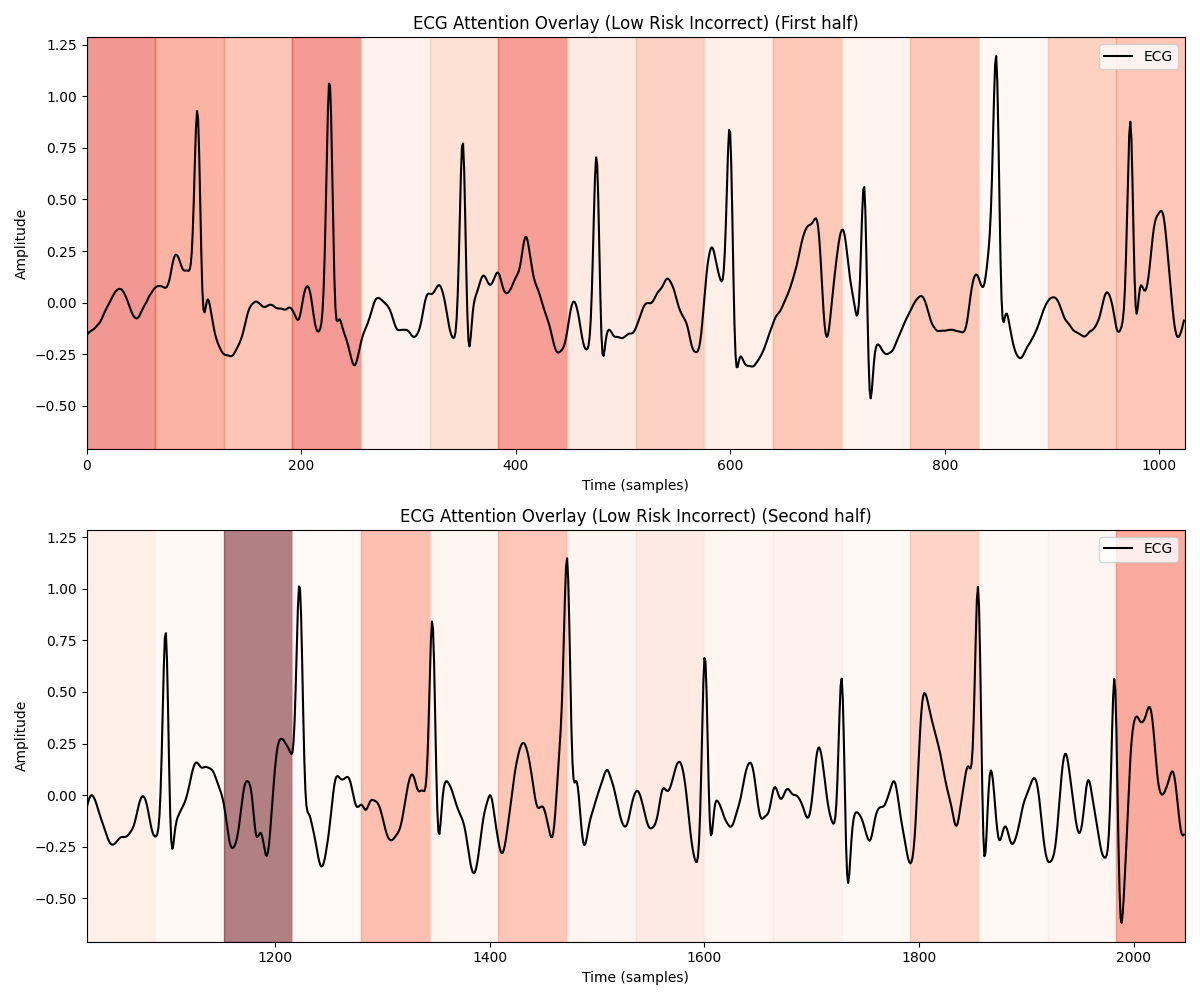 ECG Attention Overlay (Low Risk Incorrect) (First half)
1.25
1.00
0.75
0.50
0.25
0.00
−0.25
−0.50
Amplitude
ECG
0 200 400 600 800 1000
Time (samples)
ECG Attention Overlay (Low Risk Incorrect) (Second half)
1.25
1.00
0.75
0.50
0.25
0.00
−0.25
−0.50
Amplitude
ECG
1200 1400 1600 1800 2000
Time (samples)